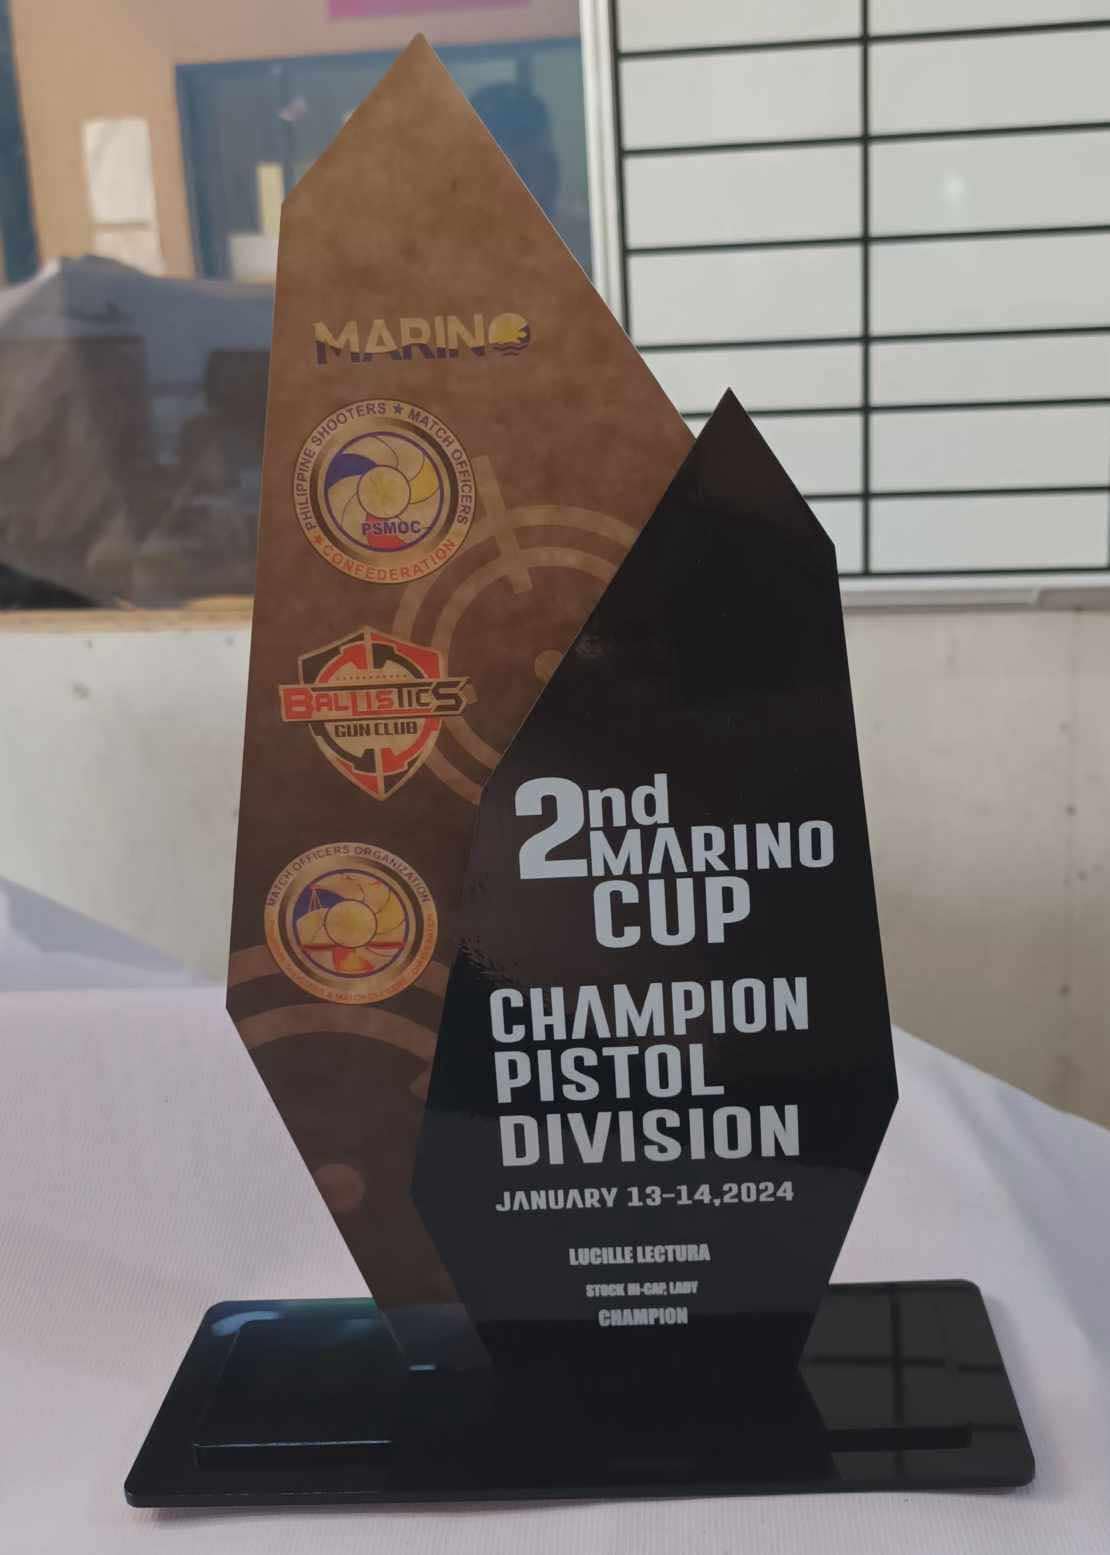 MARINO
PHILIPPINE SHOOTERS ★ MATCH OFFICERS
★ CONFEDERATION
PSMOC
BALLISTICS
GUN CLUB
MATCH OFFICERS ORGANIZATION
2nd
MARINO
CUP
CHAMPION
PISTOL
DIVISION
JANUARY 13-14,2024
LUCILLE LECTURA
STOCK HI-CAP, LADY
CHAMPION